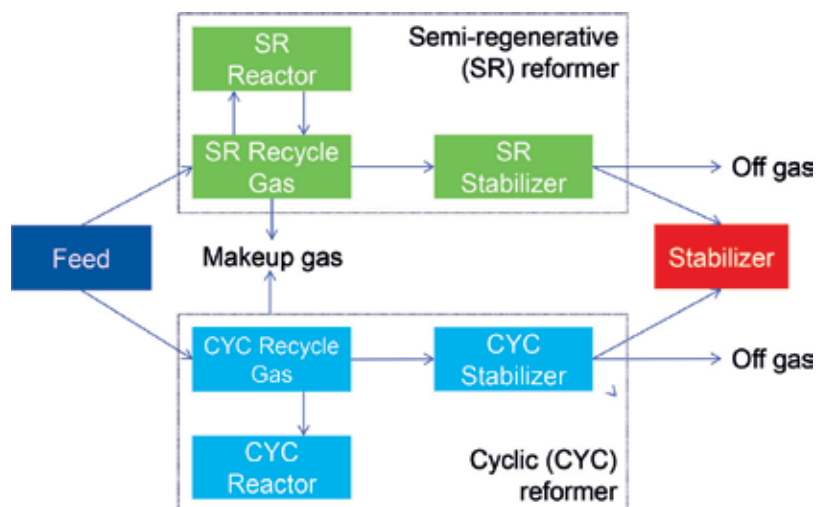 SR
Reactor
Semi-regenerative
(SR) reformer
SR Recycle
Gas
SR
Stabilizer
Off gas
Feed
Makeup gas
Stabilizer
CYC Recycle
Gas
CYC
Stabilizer
Off gas
CYC
Reactor
Cyclic (CYC)
reformer